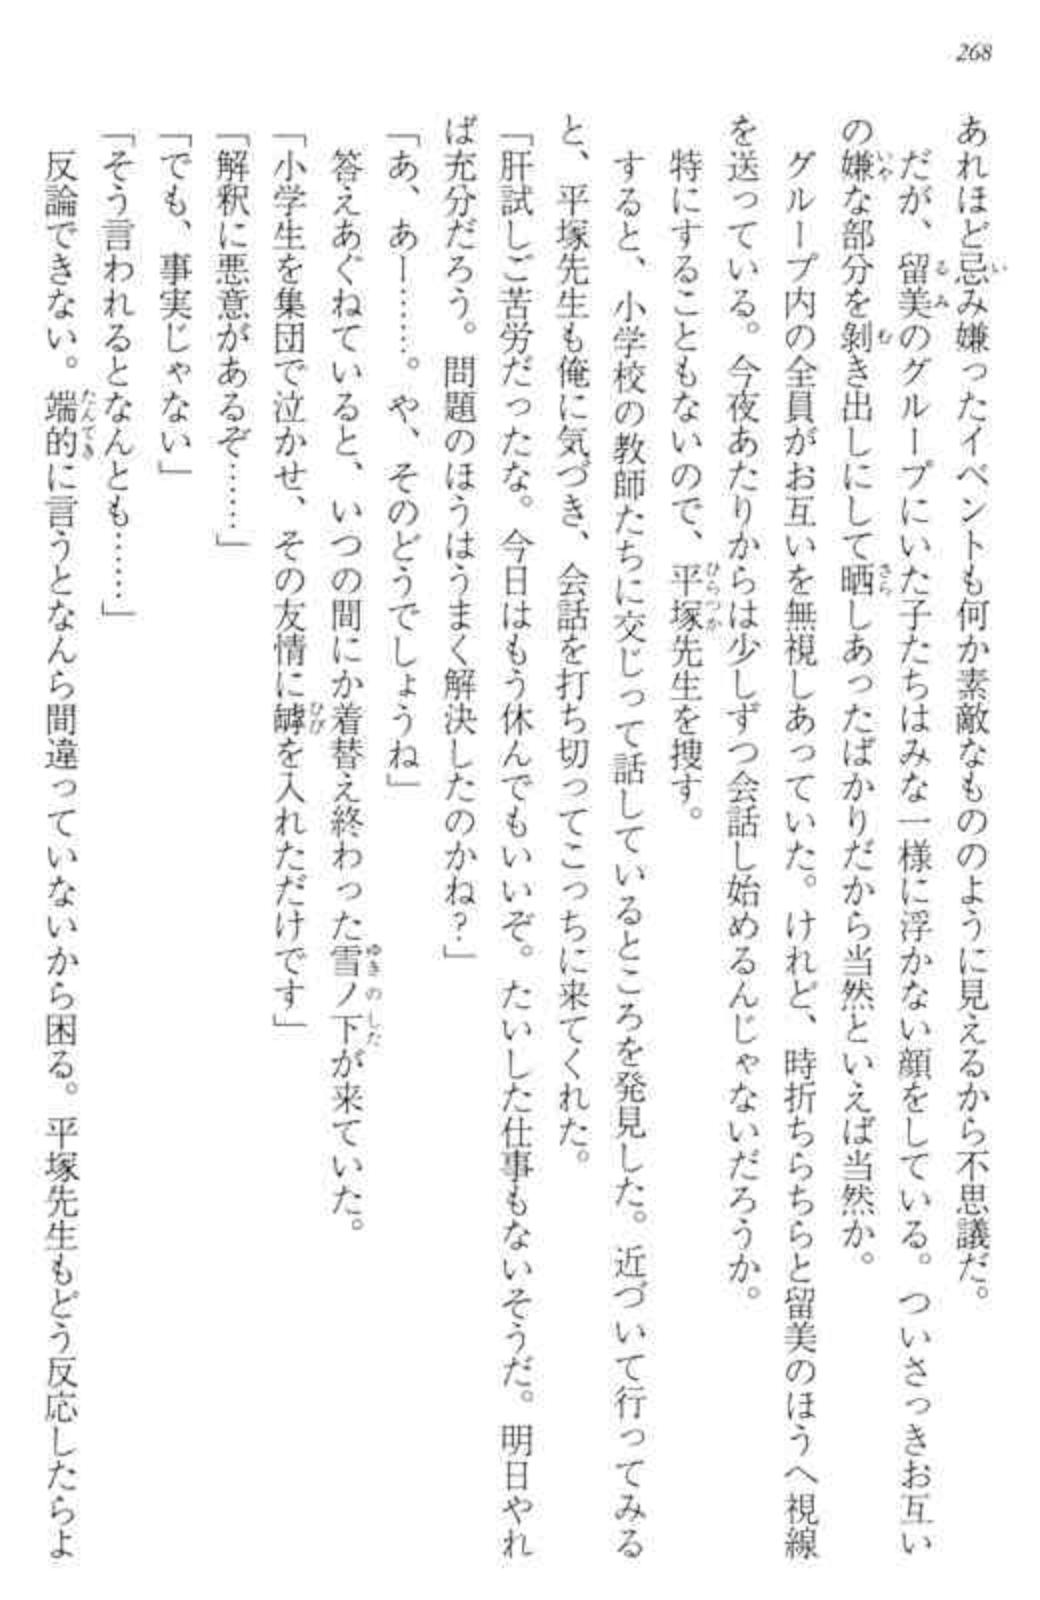 268
あれほど忌み嫌ったイベントも何か素敵なもののように見えるから不思議だ。
だが、留美のグループにいた子たちはみな一様に浮かない顔をしている。ついさっきお互い
の嫌な部分を剝き出しにして晒しあったばかりだから当然といえば当然か。
グループ内の全員がお互いを無視しあっていた。けれど、時折ちらちらと留美のほうへ視線
を送っている。今夜あたりからは少しずつ会話し始めるんじゃないだろうか。
特にすることもないので、平塚先生を捜す。
すると、小学校の教師たちに交じって話しているところを発見した。近づいて行ってみる
と、平塚先生も俺に気づき、会話を打ち切ってこっちに来てくれた。
「肝試しご苦労だったな。今日はもう休んでもいいぞ。たいした仕事もないそうだ。明日やれ
ば充分だろう。問題のほうはうまく解決したのかね？」
「あ、あー……。や、そのどうでしょうね」
答えあぐねていると、いつの間にか着替え終わった雪ノ下が来ていた。
「小学生を集団で泣かせ、その友情に罅を入れただけです」
「解釈に悪意があるぞ……」
「でも、事実じゃない」
「そう言われるとなんとも……」
反論できない。端的に言うとなんら間違っていないから困る。平塚先生もどう反応したらよ